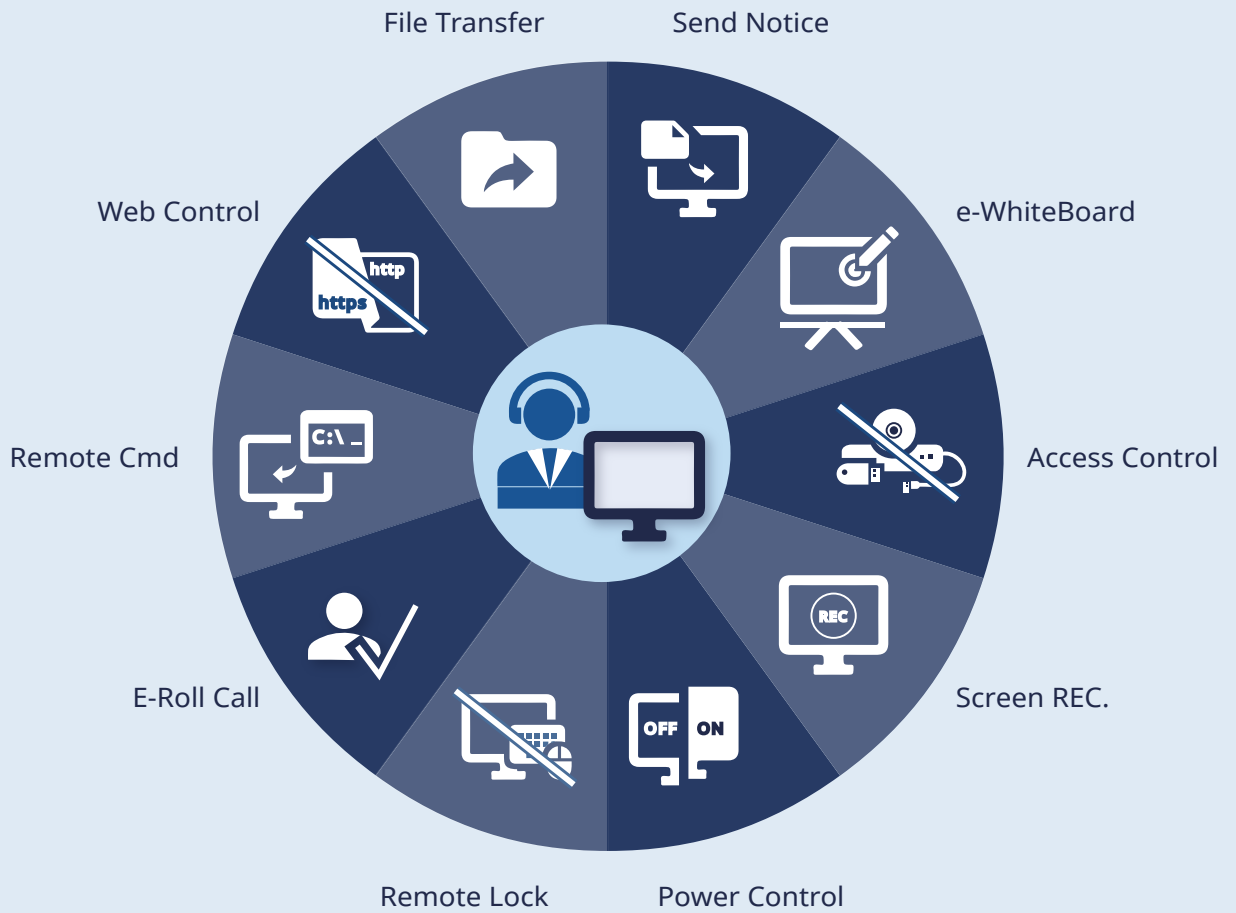 File Transfer
Send Notice
Web Control
e-WhiteBoard
http
https
Remote Cmd
C:\ _
Access Control
REC
E-Roll Call
Screen REC.
OFF
ON
Remote Lock
Power Control